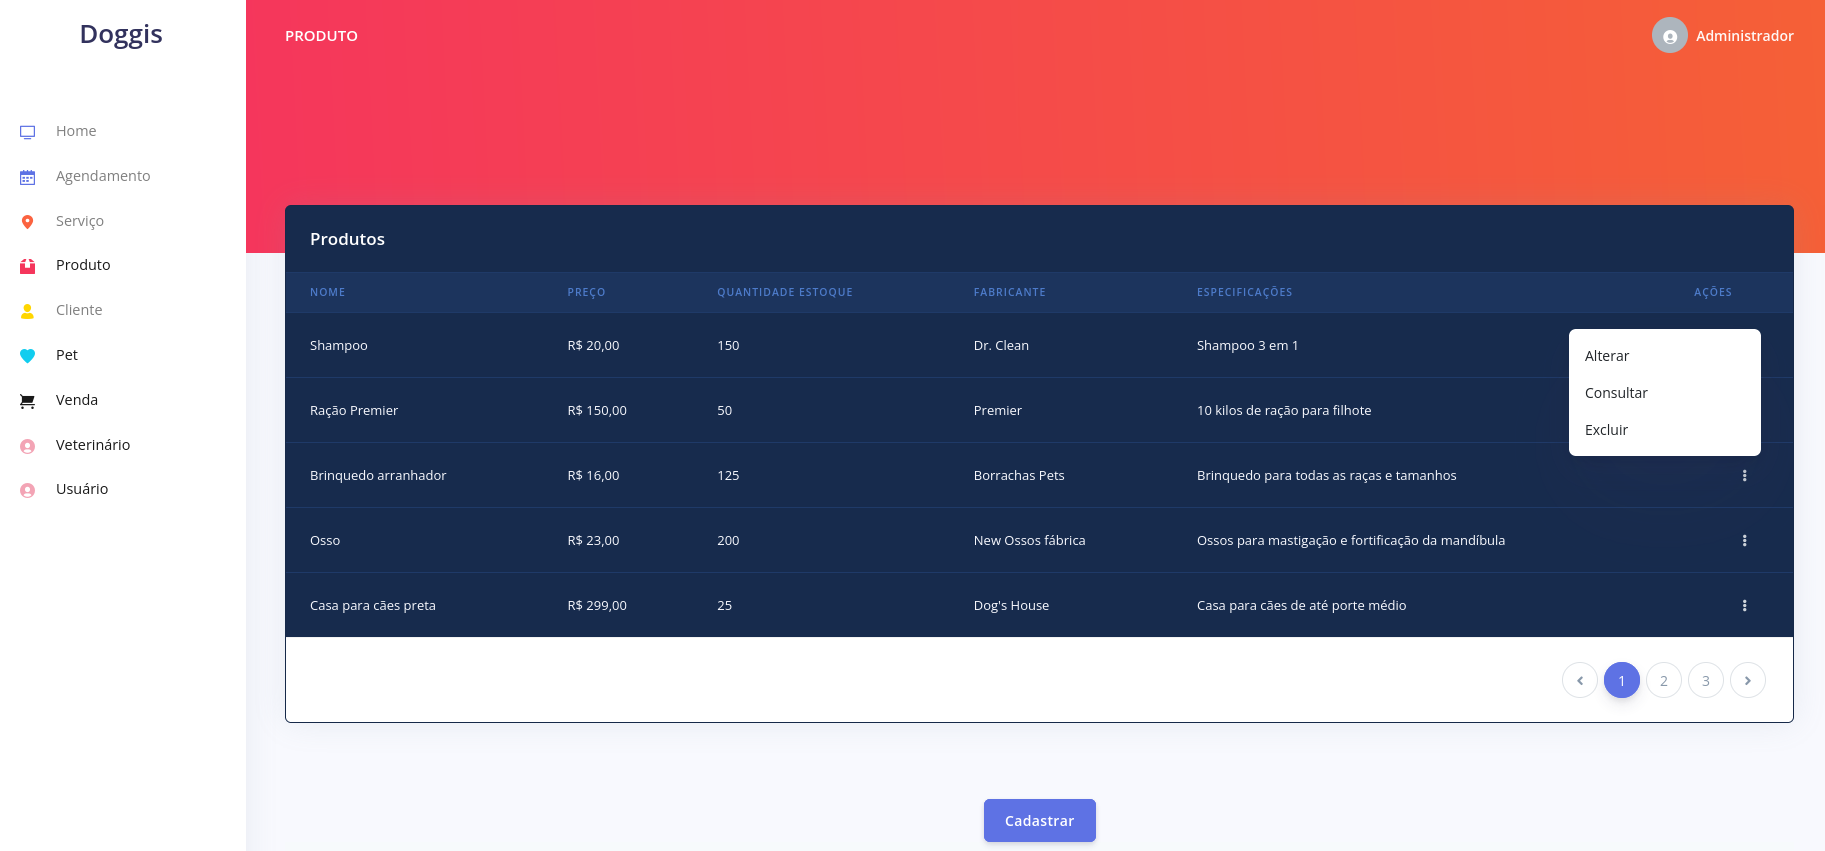 Doggis
PRODUTO
Administrador
Home
Agendamento
Serviço
Produto
Cliente
Pet
Venda
Veterinário
Usuário
Produtos
NOME PREÇO QUANTIDADE ESTOQUE FABRICANTE ESPECIFICAÇÕES AÇÕES
Shampoo R$ 20,00 150 Dr. Clean Shampoo 3 em 1
Ração Premier R$ 150,00 50 Premier 10 kilos de ração para filhote
Brinquedo arranhador R$ 16,00 125 Borrachas Pets Brinquedo para todas as raças e tamanhos
Osso R$ 23,00 200 New Ossos fábrica Ossos para mastigação e fortificação da mandíbula
Casa para cães preta R$ 299,00 25 Dog's House Casa para cães de até porte médio
Alterar
Consultar
Excluir
1 2 3
Cadastrar